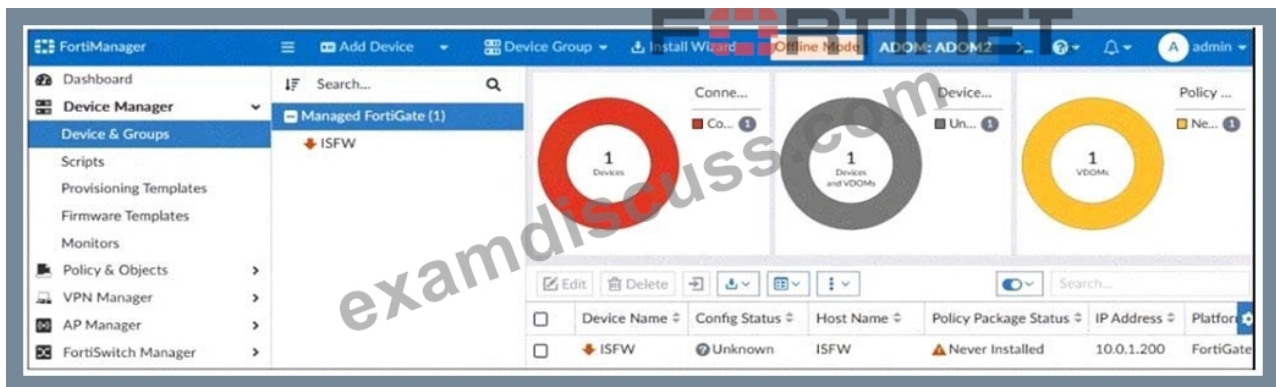 FORTINET
FortiManager
Add Device
Device Group
Install Wizard
Offline Mode
ADOM: ADOM2
>_
?
A
admin
Dashboard
Device Manager
Device & Groups
Scripts
Provisioning Templates
Firmware Templates
Monitors
Policy & Objects
VPN Manager
AP Manager
FortiSwitch Manager
Search...
Managed FortiGate (1)
ISFW
Conne...
Co... 1
1
Devices
Device...
Un... 1
1
Devices
and VDOMs
Policy ...
Ne... 1
1
VDOMs
examdiscuss.com
Edit Delete Search...
Device Name Config Status Host Name Policy Package Status IP Address Platfor
ISFW Unknown ISFW Never Installed 10.0.1.200 FortiGate